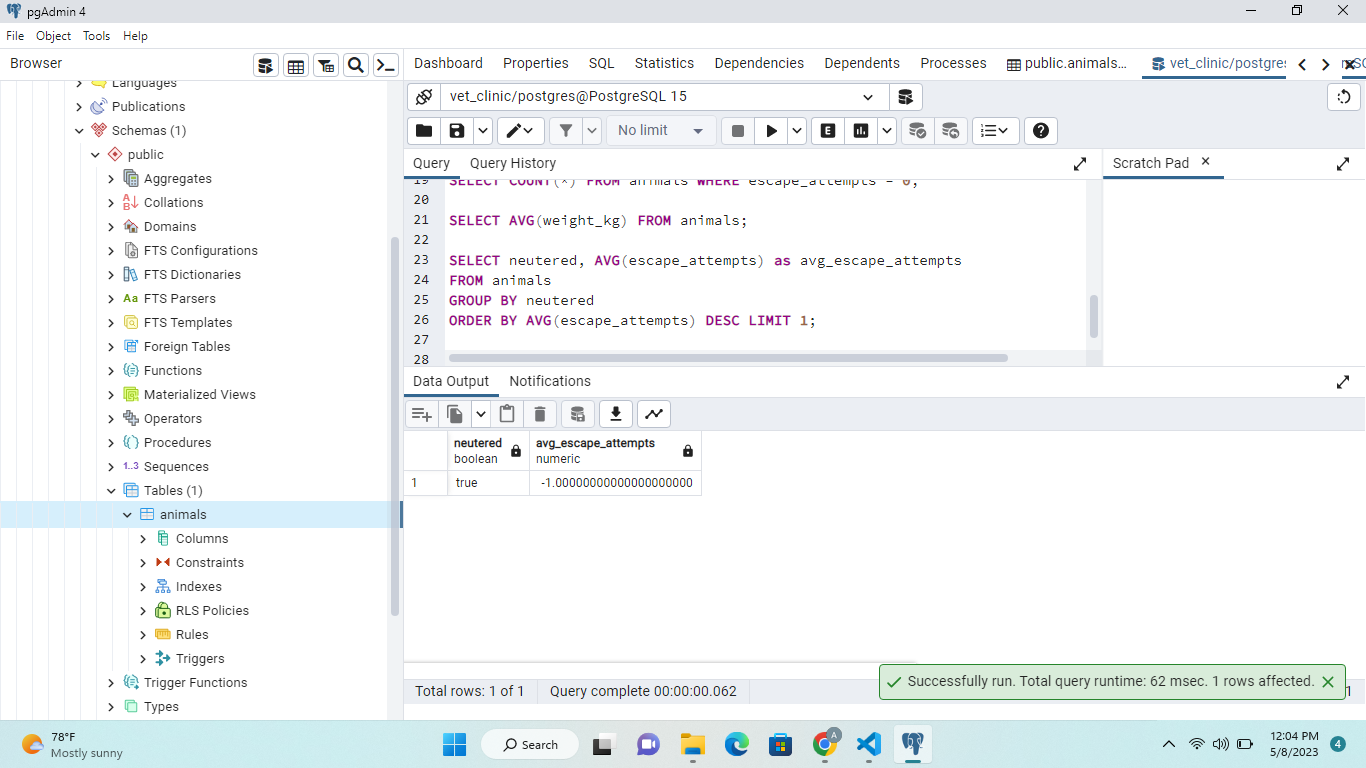 pgAdmin 4
File Object Tools Help
Browser
Dashboard Properties SQL Statistics Dependencies Dependents Processes public.animals... vet_clinic/postgres
Languages
Publications
Schemas (1)
public
Aggregates
Collations
Domains
FTS Configurations
FTS Dictionaries
Aa FTS Parsers
FTS Templates
Foreign Tables
Functions
Materialized Views
Operators
Procedures
1..3 Sequences
Tables (1)
animals
Columns
Constraints
Indexes
RLS Policies
Rules
Triggers
Trigger Functions
Types
vet_clinic/postgres@PostgreSQL 15
No limit
E
Query Query History
Scratch Pad
19 SELECT COUNT(*) FROM animals WHERE escape_attempts = 0;
20
21 SELECT AVG(weight_kg) FROM animals;
22
23 SELECT neutered, AVG(escape_attempts) as avg_escape_attempts
24 FROM animals
25 GROUP BY neutered
26 ORDER BY AVG(escape_attempts) DESC LIMIT 1;
27
28
Data Output Notifications
neutered avg_escape_attempts
boolean numeric
1 true -1.00000000000000000000
Total rows: 1 of 1 Query complete 00:00:00.062
Successfully run. Total query runtime: 62 msec. 1 rows affected.
78°F
Mostly sunny
Search
A
12:04 PM
5/8/2023
4